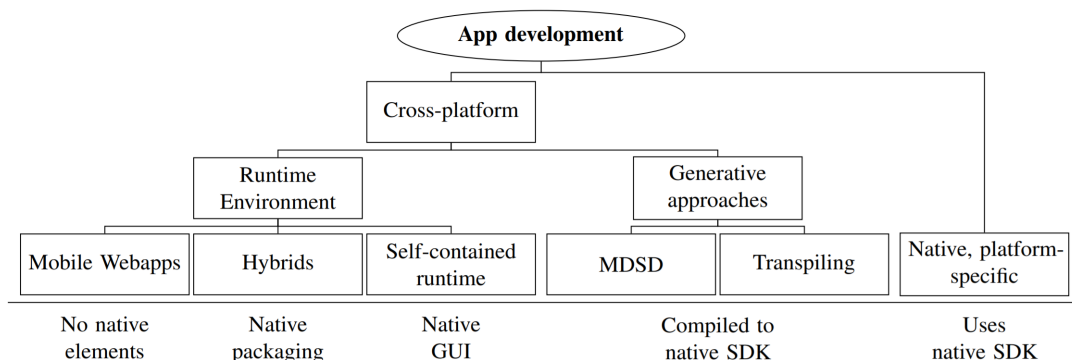 App development
Cross-platform
Runtime
Environment
Generative
approaches
Mobile Webapps
Hybrids
Self-contained
runtime
MDSD
Transpiling
Native, platform-
specific
No native
elements
Native
packaging
Native
GUI
Compiled to
native SDK
Uses
native SDK